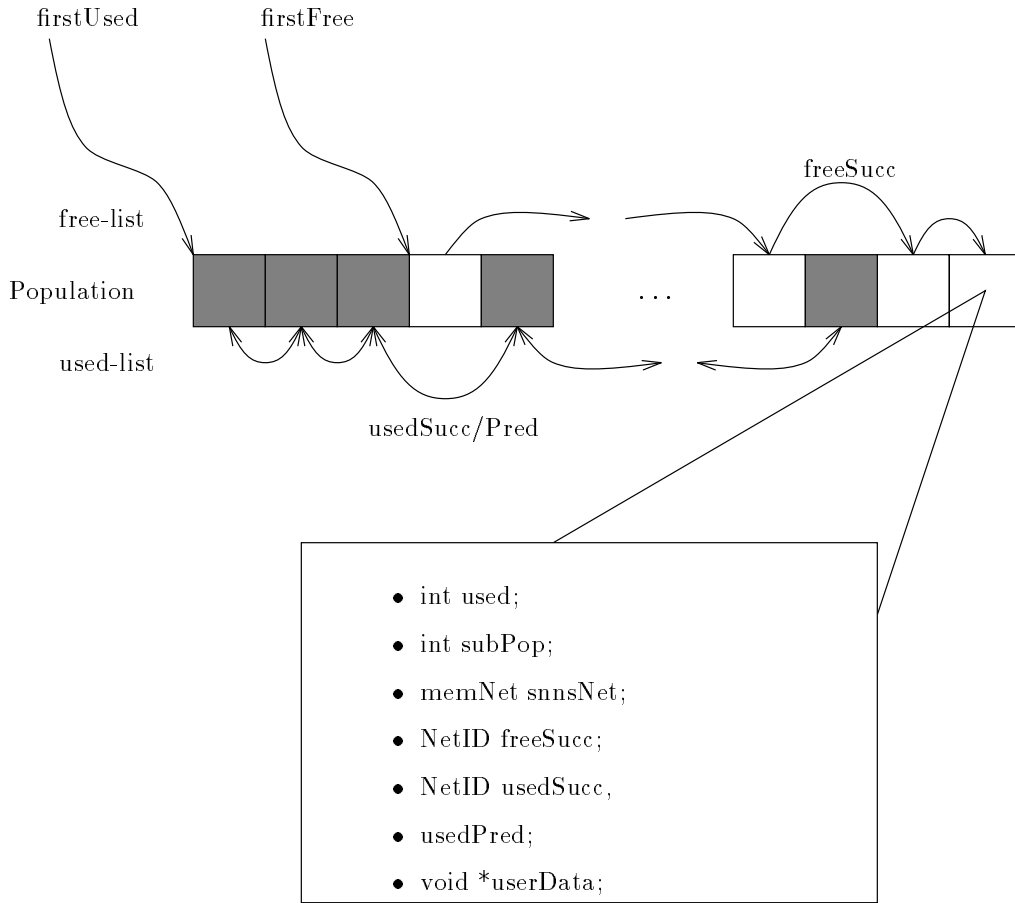 firstUsed firstFree
freeSucc
free-list
Population ...
used-list
usedSucc/Pred
• int used;
• int subPop;
• memNet snnsNet;
• NetID freeSucc;
• NetID usedSucc,
• usedPred;
• void *userData;